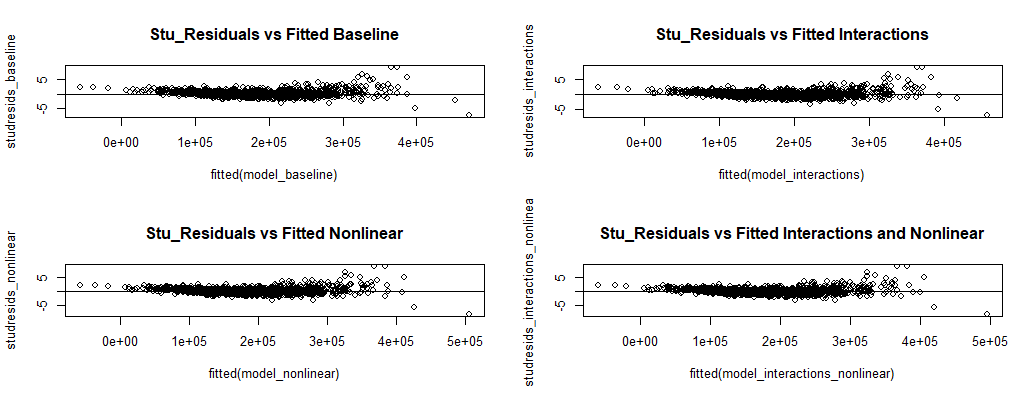 Stu_Residuals vs Fitted Baseline
studresids_baseline
5
-5
0e+00 1e+05 2e+05 3e+05 4e+05
fitted(model_baseline)
Stu_Residuals vs Fitted Interactions
studresids_interactions
5
-5
0e+00 1e+05 2e+05 3e+05 4e+05
fitted(model_interactions)
Stu_Residuals vs Fitted Nonlinear
studresids_nonlinear
5
-5
0e+00 1e+05 2e+05 3e+05 4e+05 5e+05
fitted(model_nonlinear)
Stu_Residuals vs Fitted Interactions and Nonlinear
studresids_interactions_nonlinea
5
-5
0e+00 1e+05 2e+05 3e+05 4e+05 5e+05
fitted(model_interactions_nonlinear)